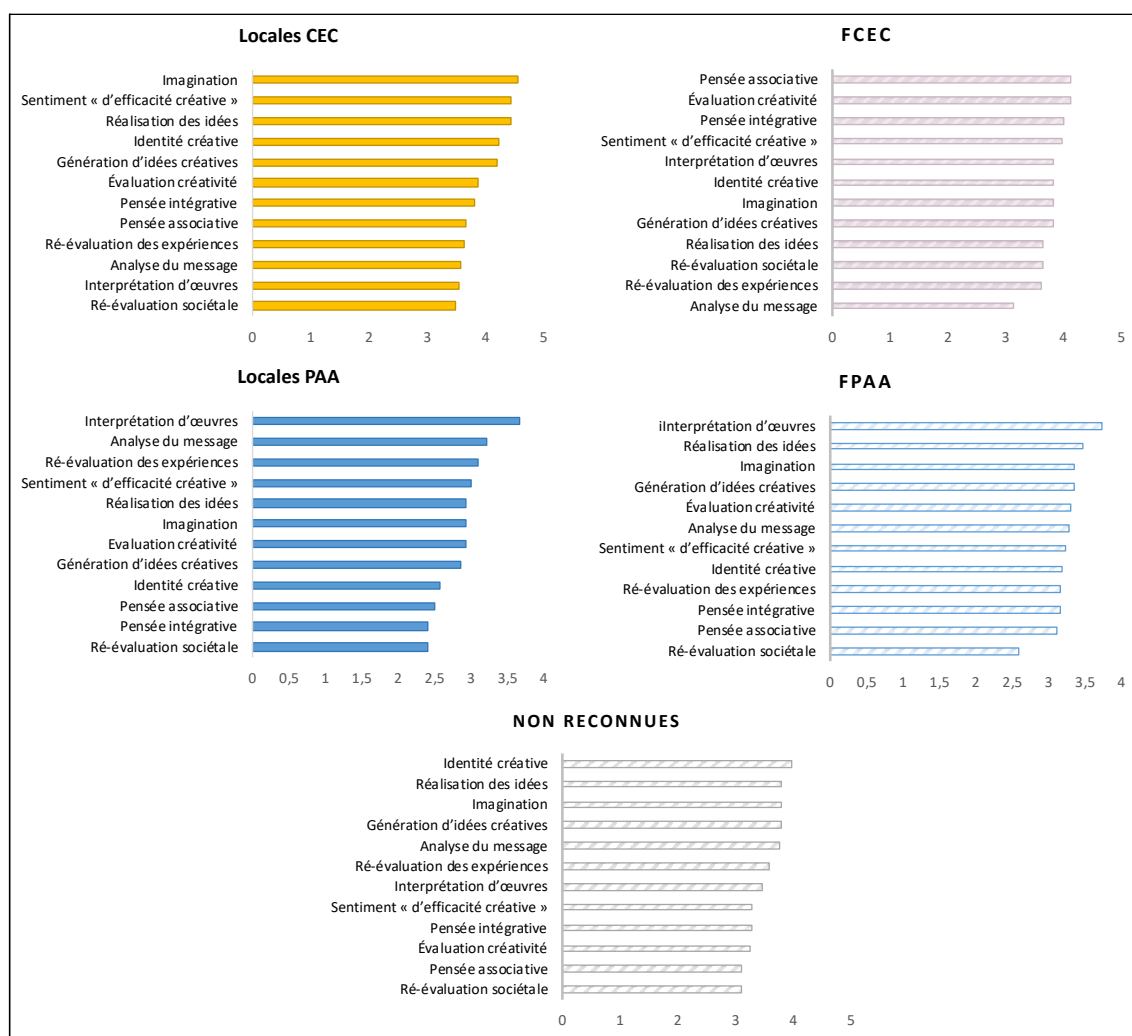 Locales CEC
Imagination
Sentiment « d'efficacité créative »
Réalisation des idées
Identité créative
Génération d'idées créatives
Évaluation créativité
Pensée intégrative
Pensée associative
Ré-évaluation des expériences
Analyse du message
Interprétation d'œuvres
Ré-évaluation sociétale
0 1 2 3 4 5
FCEC
Pensée associative
Évaluation créativité
Pensée intégrative
Sentiment « d'efficacité créative »
Interprétation d'œuvres
Identité créative
Imagination
Génération d'idées créatives
Réalisation des idées
Ré-évaluation sociétale
Ré-évaluation des expériences
Analyse du message
0 1 2 3 4 5
Locales PAA
Interprétation d'œuvres
Analyse du message
Ré-évaluation des expériences
Sentiment « d'efficacité créative »
Réalisation des idées
Imagination
Evaluation créativité
Génération d'idées créatives
Identité créative
Pensée associative
Pensée intégrative
Ré-évaluation sociétale
0 0,5 1 1,5 2 2,5 3 3,5 4
FPAA
iInterprétation d'œuvres
Réalisation des idées
Imagination
Génération d'idées créatives
Évaluation créativité
Analyse du message
Sentiment « d'efficacité créative »
Identité créative
Ré-évaluation des expériences
Pensée intégrative
Pensée associative
Ré-évaluation sociétale
0 0,5 1 1,5 2 2,5 3 3,5 4
NON RECONNUES
Identité créative
Réalisation des idées
Imagination
Génération d'idées créatives
Analyse du message
Ré-évaluation des expériences
Interprétation d'œuvres
Sentiment « d'efficacité créative »
Pensée intégrative
Évaluation créativité
Pensée associative
Ré-évaluation sociétale
0 1 2 3 4 5